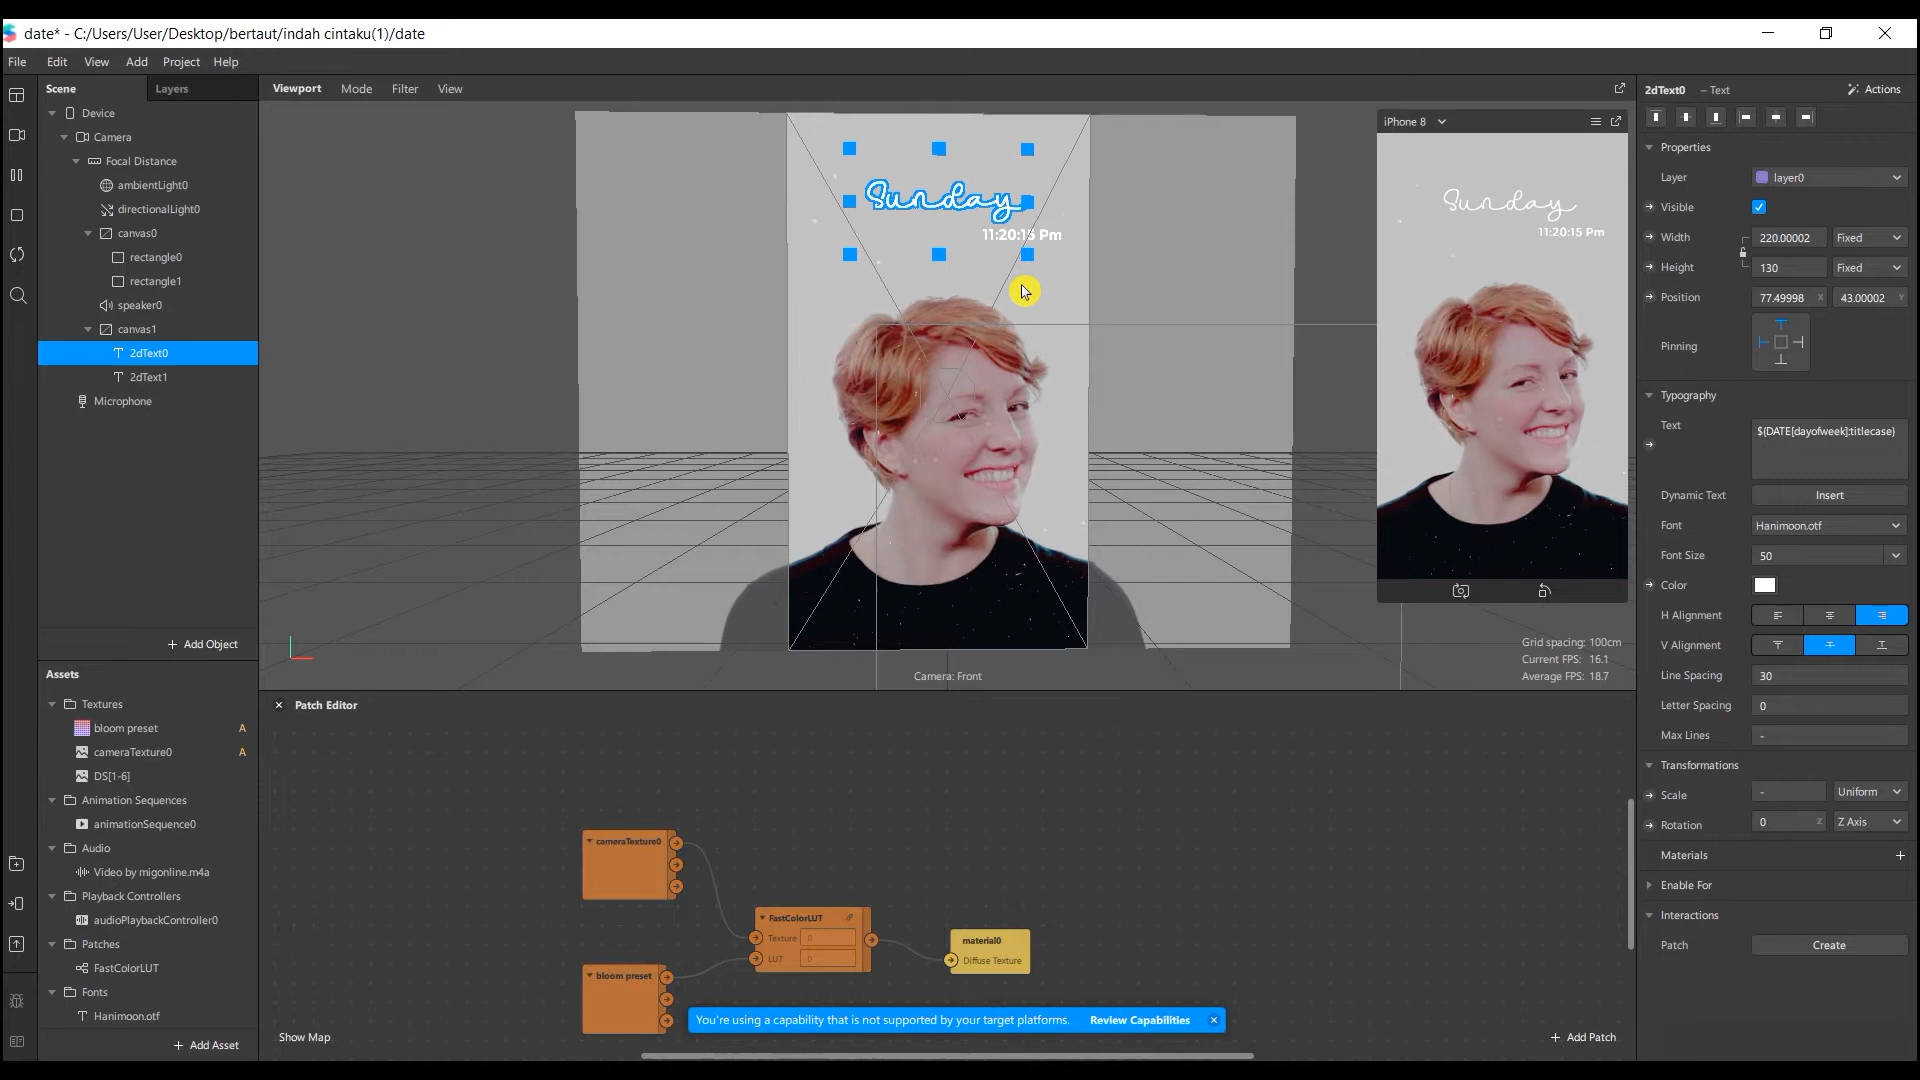 date* - C:/Users/User/Desktop/bertaut/indah cintaku(1)/date
File Edit View Add Project Help
Scene Layers
Device
Camera
Focal Distance
ambientLight0
directionalLight0
canvas0
rectangle0
rectangle1
speaker0
canvas1
2dText0
2dText1
Microphone
+ Add Object
Assets
Textures
bloom preset A
cameraTexture0 A
DS[1-6]
Animation Sequences
animationSequence0
Audio
Video by migonline.m4a
Playback Controllers
audioPlaybackController0
Patches
FastColorLUT
Fonts
Hanimoon.otf
+ Add Asset
Viewport Mode Filter View
Sunday
11:20:15 Pm
Camera: Front
iPhone 8
Sunday
11:20:15 Pm
Grid spacing: 100cm
Current FPS: 16.1
Average FPS: 18.7
Patch Editor
cameraTexture0
bloom preset
FastColorLUT
Texture 0
LUT 0
material0
Diffuse Texture
You're using a capability that is not supported by your target platforms. Review Capabilities
Show Map
+ Add Patch
2dText0 – Text Actions
Properties
Layer layer0
Visible
Width 220.00002 Fixed
Height 130 Fixed
Position 77.49998 X 43.00002 Y
Pinning
Typography
Text ${DATE[dayofweek]:titlecase}
Dynamic Text Insert
Font Hanimoon.otf
Font Size 50
Color
H Alignment
V Alignment
Line Spacing 30
Letter Spacing 0
Max Lines -
Transformations
Scale - Uniform
Rotation 0 Z Z Axis
Materials +
Enable For
Interactions
Patch Create